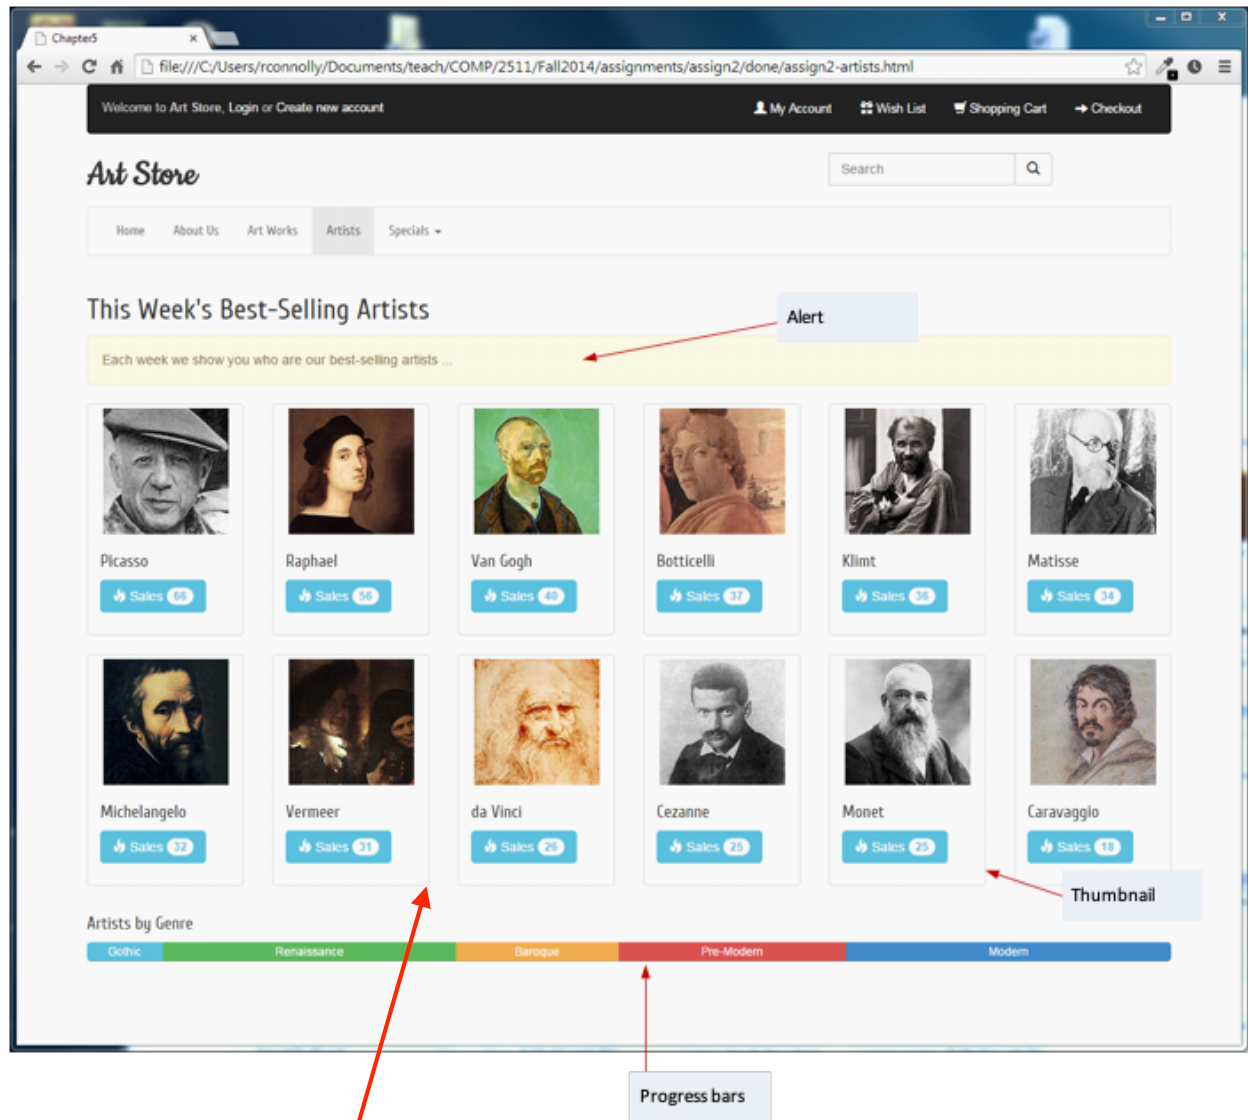 Chapter5 ×
file:///C:/Users/rconnolly/Documents/teach/COMP/2511/Fall2014/assignments/assign2/done/assign2-artists.html
Welcome to Art Store, Login or Create new account My Account Wish List Shopping Cart Checkout
Art Store Search
Home About Us Art Works Artists Specials
This Week's Best-Selling Artists
Alert
Each week we show you who are our best-selling artists ...
Picasso Raphael Van Gogh Botticelli Klimt Matisse
Sales 66 Sales 56 Sales 40 Sales 37 Sales 36 Sales 34
Michelangelo Vermeer da Vinci Cezanne Monet Caravaggio
Sales 32 Sales 31 Sales 26 Sales 25 Sales 25 Sales 18
Thumbnail
Artists by Genre
Gothic Renaissance Baroque Pre-Modern Modern
Progress bars